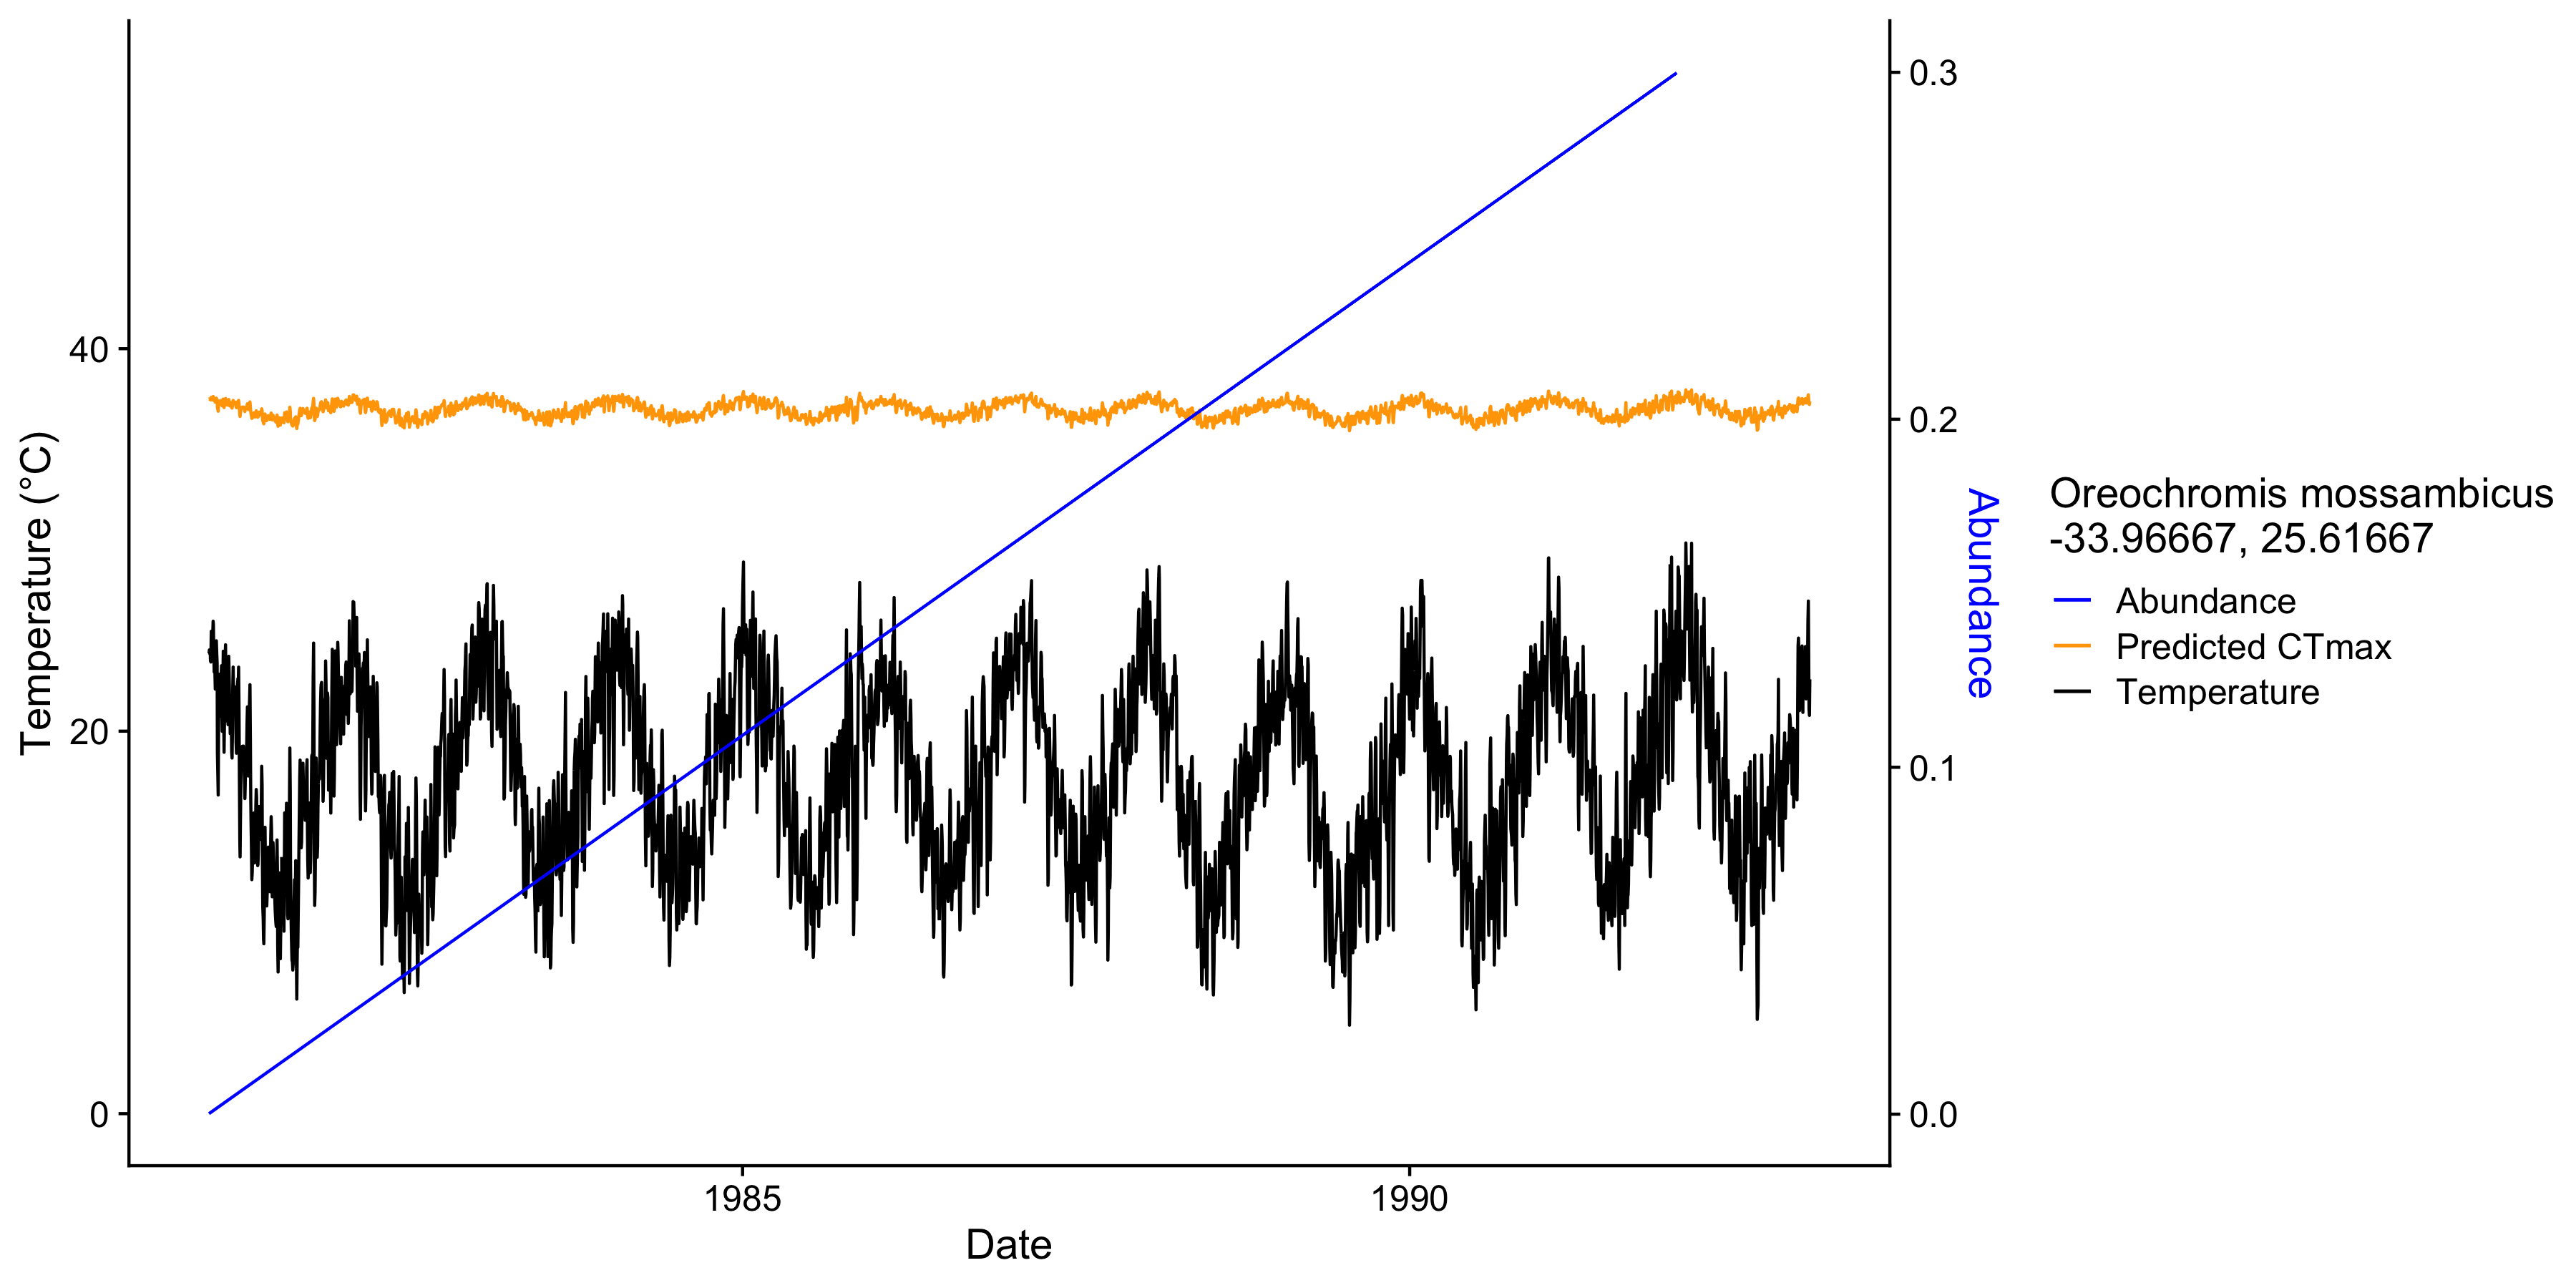 Temperature (°C)
40
20
0
1985
1990
Date
0.3
0.2
0.1
0.0
Abundance
Oreochromis mossambicus
-33.96667, 25.61667
Abundance
Predicted CTmax
Temperature